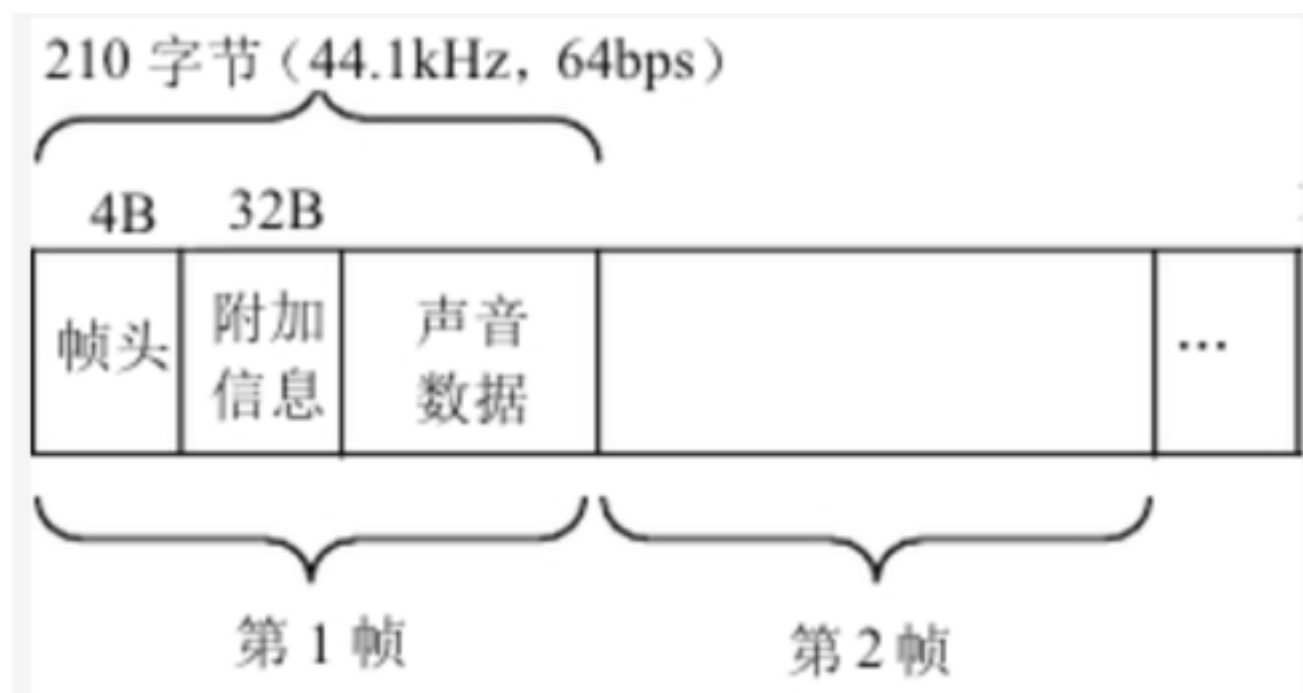 210 字节（44.1kHz, 64bps）
4B 32B
帧头
附加
信息
声音
数据
…
第 1 帧
第 2 帧